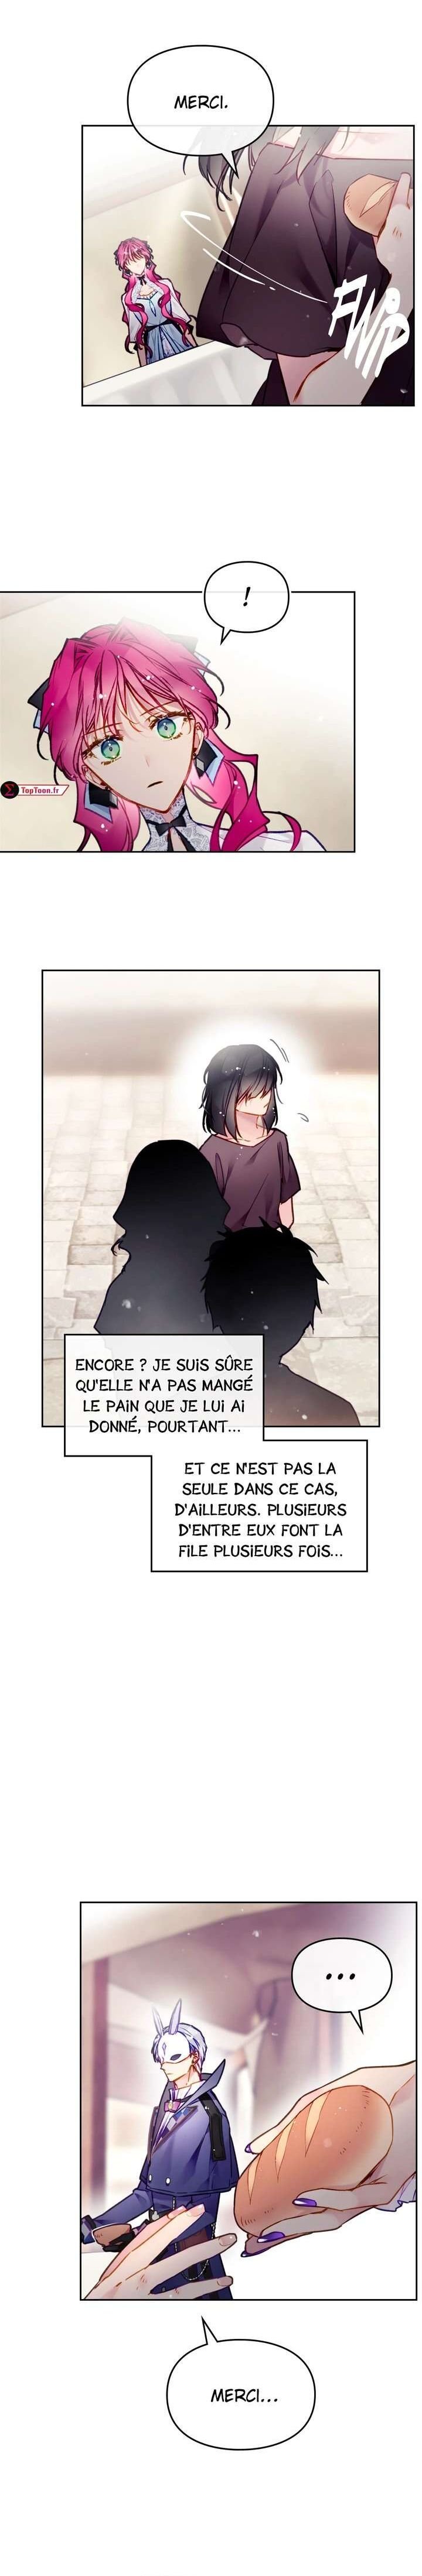 MERCI.
FWIP
!
TopToon.fr
ENCORE ? JE SUIS SÛRE
QU'ELLE N'A PAS MANGÉ
LE PAIN QUE JE LUI AI
DONNÉ, POURTANT...
ET CE N'EST PAS LA
SEULE DANS CE CAS,
D'AILLEURS. PLUSIEURS
D'ENTRE EUX FONT LA
FILE PLUSIEURS FOIS...
...
MERCI...